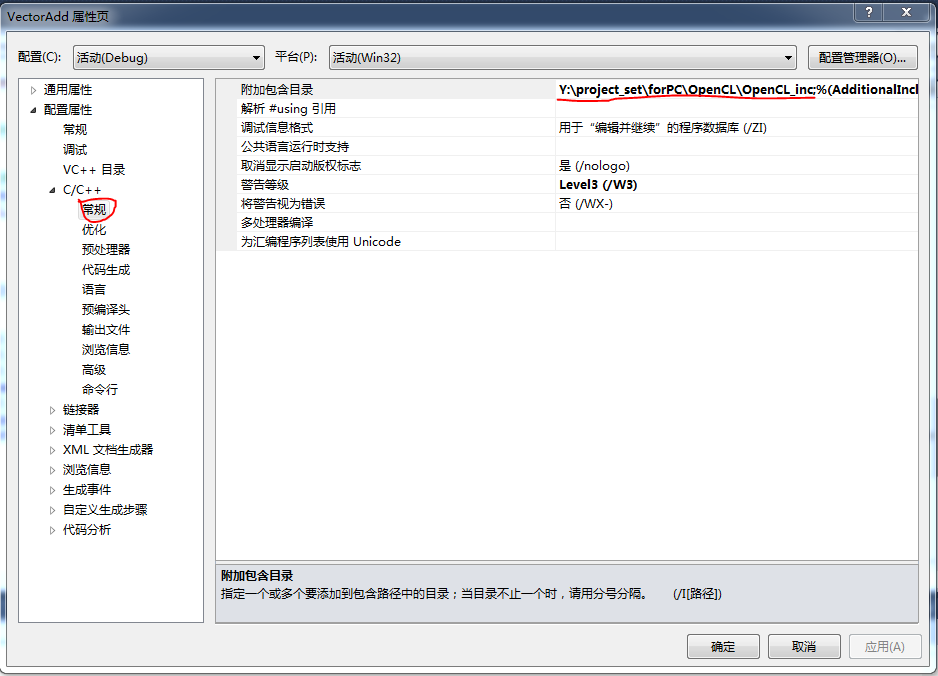 VectorAdd 属性页
配置(C): 活动(Debug) 平台(P): 活动(Win32) 配置管理器(O)...
通用属性
配置属性
常规
调试
VC++ 目录
C/C++
常规
优化
预处理器
代码生成
语言
预编译头
输出文件
浏览信息
高级
命令行
链接器
清单工具
XML 文档生成器
浏览信息
生成事件
自定义生成步骤
代码分析
附加包含目录 Y:\project_set\forPC\OpenCL\OpenCL_inc;%(AdditionalIncl
解析 #using 引用
调试信息格式 用于“编辑并继续”的程序数据库 (/ZI)
公共语言运行时支持
取消显示启动版权标志 是 (/nologo)
警告等级 Level3 (/W3)
将警告视为错误 否 (/WX-)
多处理器编译
为汇编程序列表使用 Unicode
附加包含目录
指定一个或多个要添加到包含路径中的目录；当目录不止一个时，请用分号分隔。 (/I[路径])
确定 取消 应用(A)